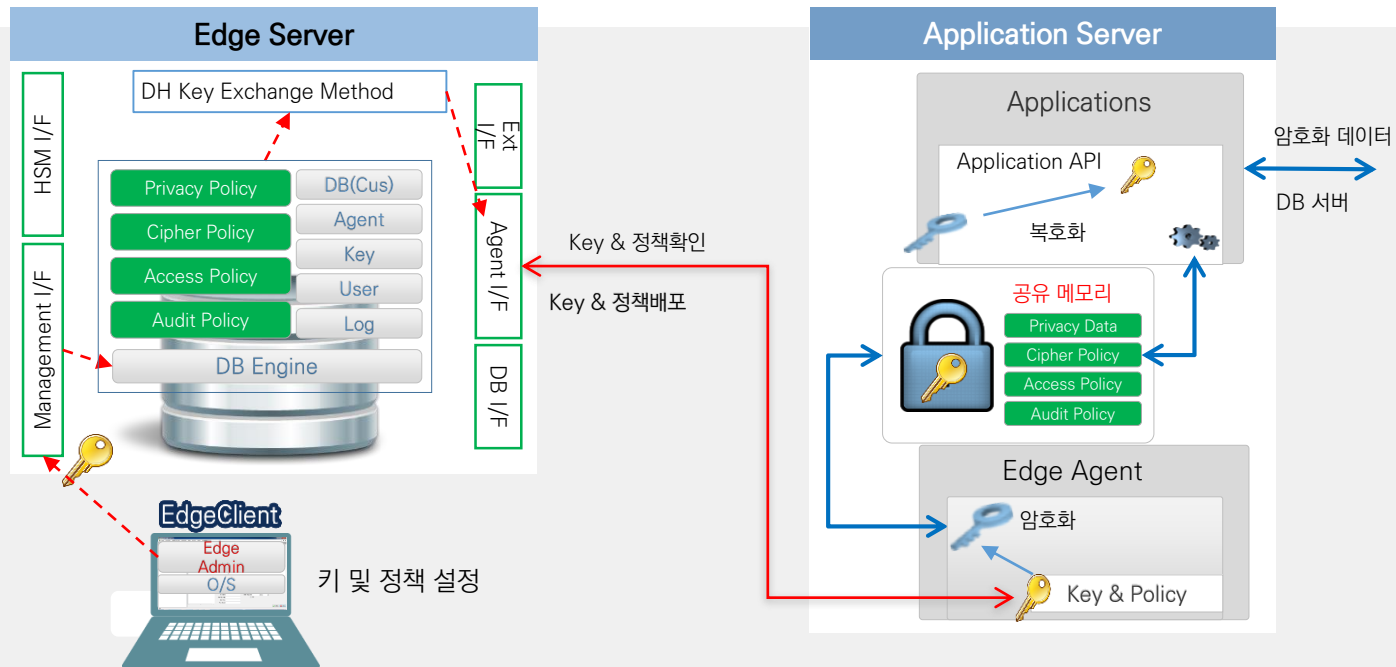 Edge Server
DH Key Exchange Method
HSM I/F
Management I/F
Privacy Policy
Cipher Policy
Access Policy
Audit Policy
DB(Cus)
Agent
Key
User
Log
DB Engine
Ext
I/F
Agent I/F
DB I/F
EdgeClient
Edge
Admin
O/S
키 및 정책 설정
Key & 정책확인
Key & 정책배포
Application Server
Applications
Application API
복호화
공유 메모리
Privacy Data
Cipher Policy
Access Policy
Audit Policy
Edge Agent
암호화
Key & Policy
암호화 데이터
DB 서버